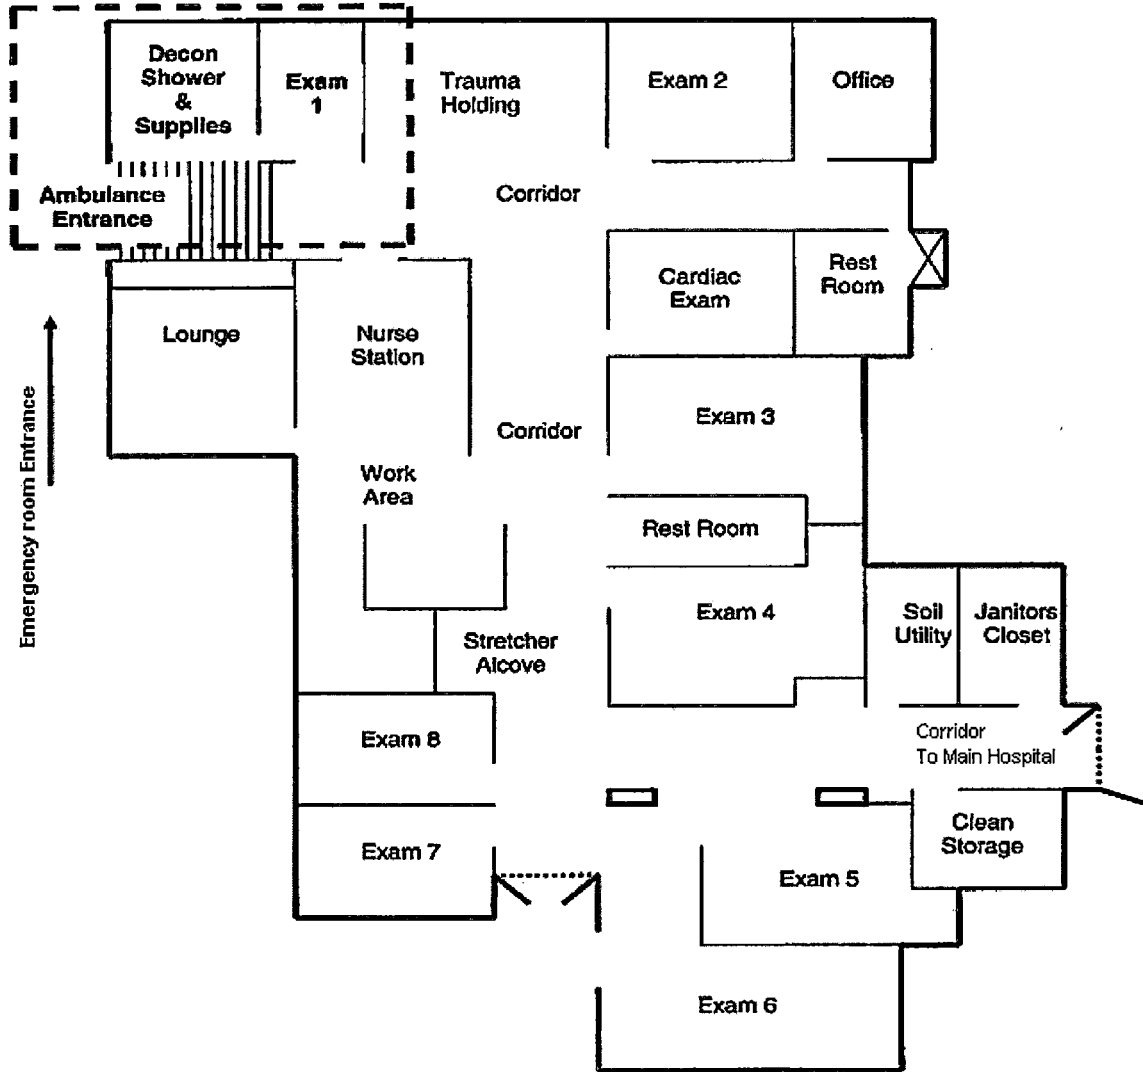 Decon
Shower
&
Supplies
Exam
1
Trauma
Holding
Exam 2
Office
Ambulance
Entrance
Corridor
Cardiac
Exam
Rest
Room
Lounge
Nurse
Station
Emergency room Entrance
Corridor
Exam 3
Work
Area
Rest Room
Stretcher
Alcove
Exam 4
Soil
Utility
Janitors
Closet
Exam 8
Corridor
To Main Hospital
Exam 7
Clean
Storage
Exam 5
Exam 6